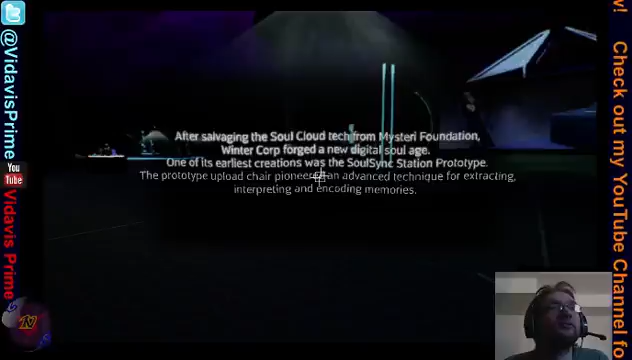 After salvaging the Soul Cloud tech from Mysteri Foundation,
Winter Corp forged a new digital soul age.
One of its earliest creations was the SoulSync Station Prototype.
The prototype upload chair pioneered an advanced technique for extracting,
interpreting and encoding memories.
@VidavisPrime
You
Tube
Vidavis Prime
w!
Check out my YouTube Channel fo